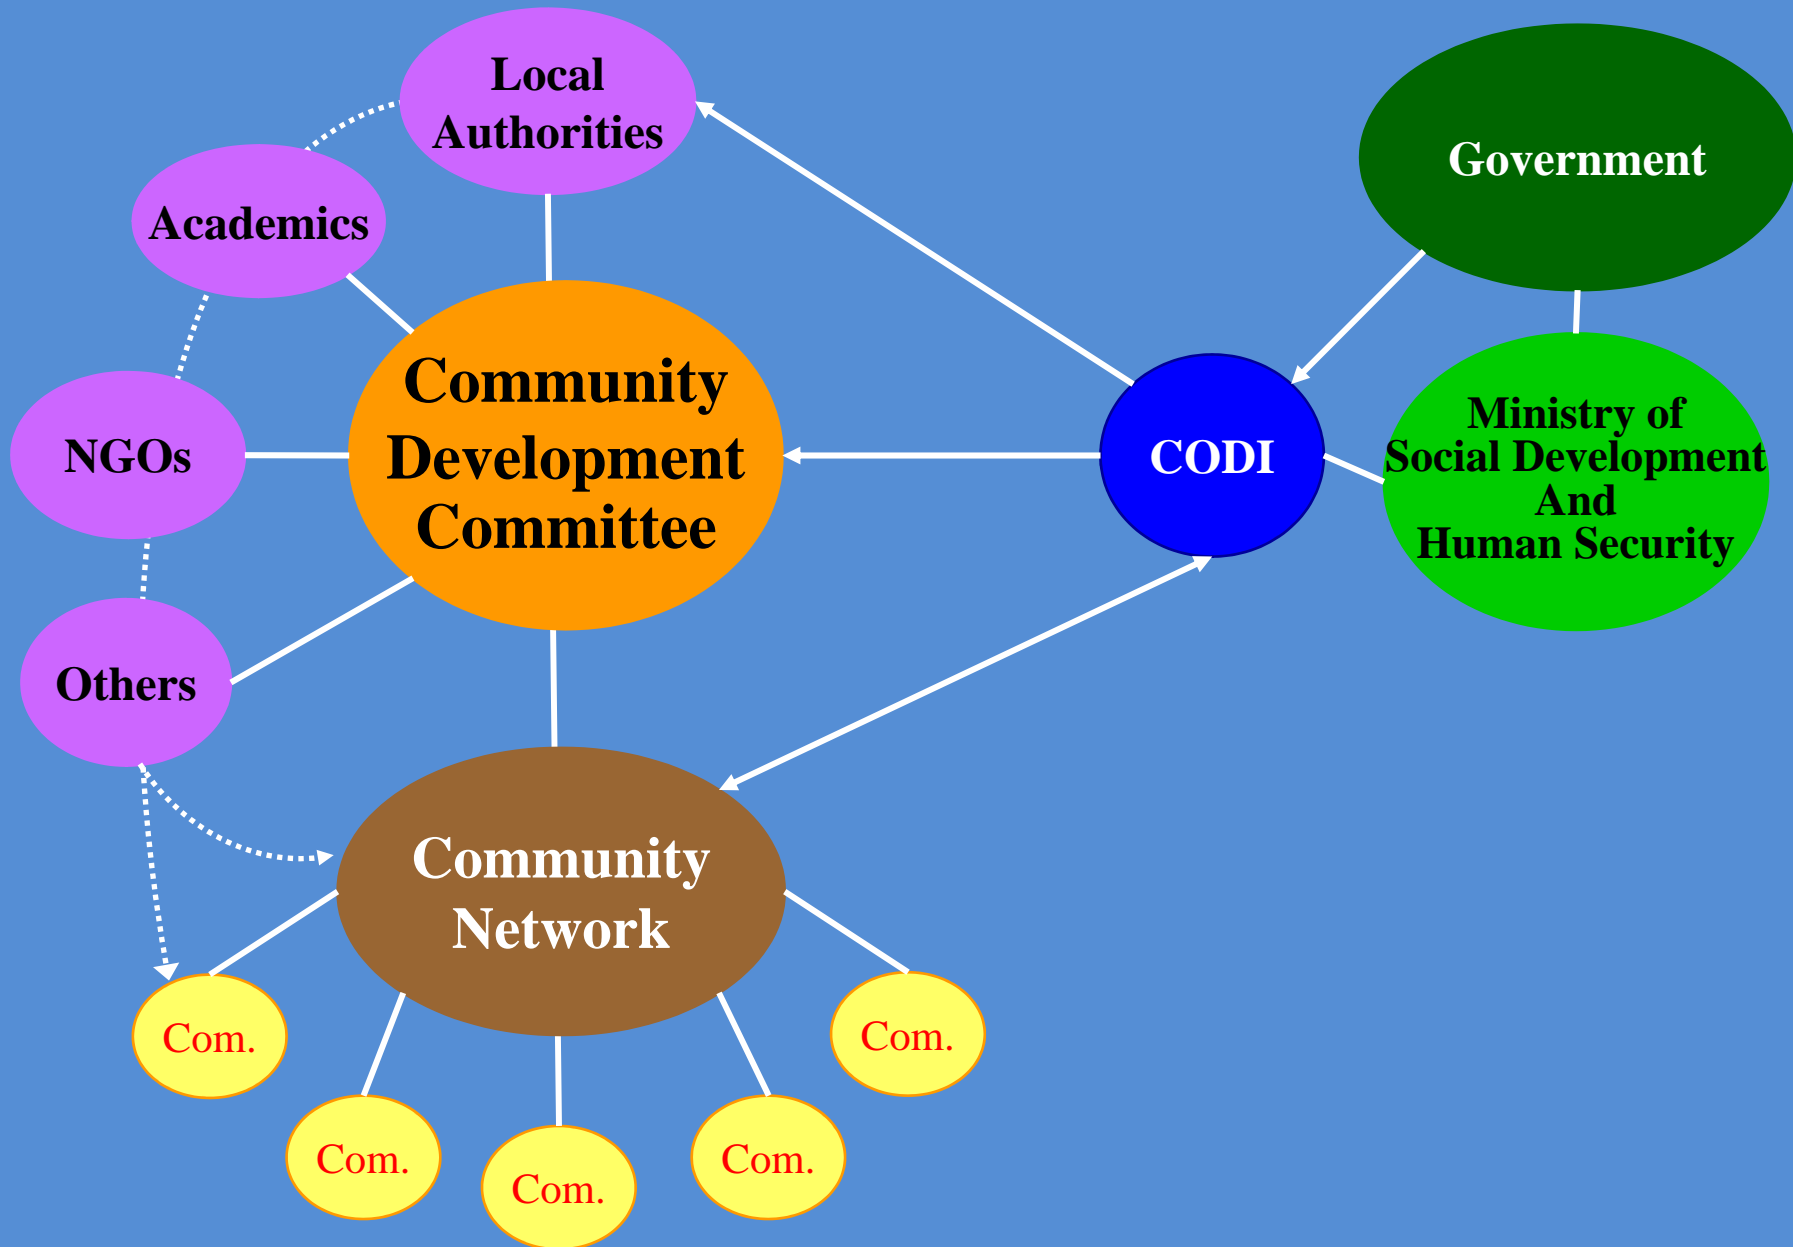 Local
Authorities
Government
Academics
Community
Development
Committee
NGOs
CODI
Ministry of
Social Development
And
Human Security
Others
Community
Network
Com.
Com.
Com.
Com.
Com.